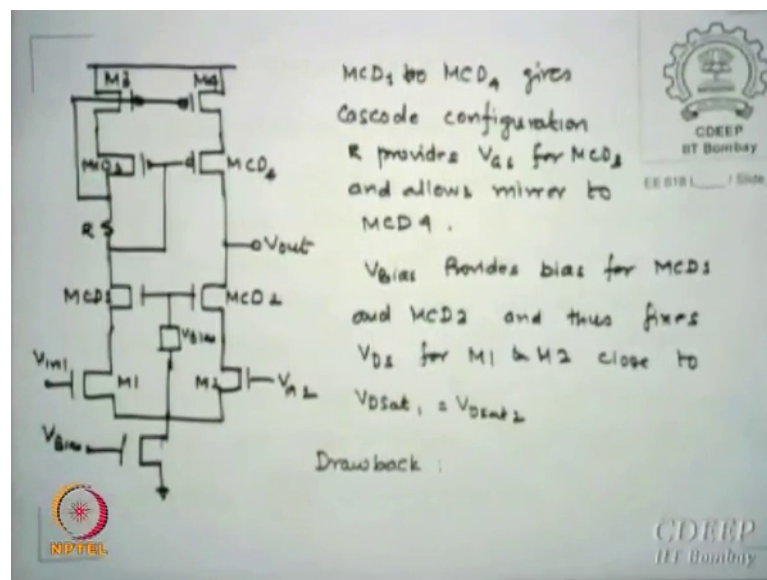 M3
M4
MCD3
MCD4
R
Vout
MCD1
MCD2
VBias
Vin1
M1
M2
Vin2
VBias
MCD3 to MCD4 gives
Cascode configuration
R provides VGS for MCD3
and allows mirror to
MCD4.
VBias Provides bias for MCD1
and MCD2 and thus fixes
VDS for M1 & M2 close to
VDSat1 = VDSat2
Drawback :
CDEEP
IIT Bombay
EE 618 L____ / Slide
NPTEL
CDEEP
IIT Bombay